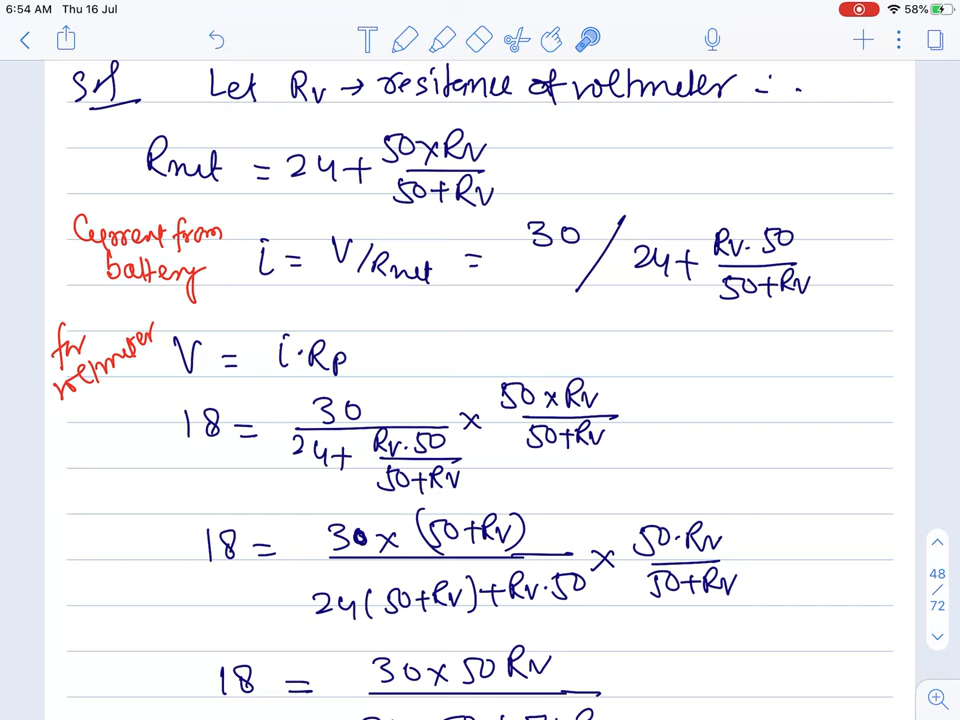 6:54 AM Thu 16 Jul
58%
Sol Let Rv → resitence of voltmeter :.
Rnet = 24 + 50×Rv / 50+Rv
Current from battery i = V/Rnet = 30 / 24 + Rv·50 / 50+Rv
for voltmeter V = i·Rp
18 = 30 / 24 + Rv·50 / 50+Rv × 50×Rv / 50+Rv
18 = 30 × (50+Rv) / 24(50+Rv)+Rv·50 × 50·Rv / 50+Rv
18 = 30×50Rv
48
/
72